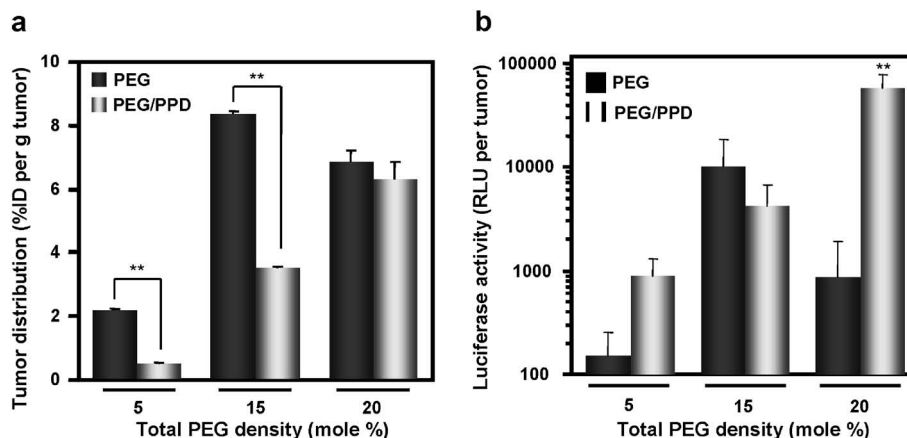 a
Tumor distribution (%ID per g tumor)
10
8
6
4
2
0
PEG
PEG/PPD
**
**
5 15 20
Total PEG density (mole %)
b
Luciferase activity (RLU per tumor)
100000
10000
1000
100
PEG
PEG/PPD
**
5 15 20
Total PEG density (mole %)